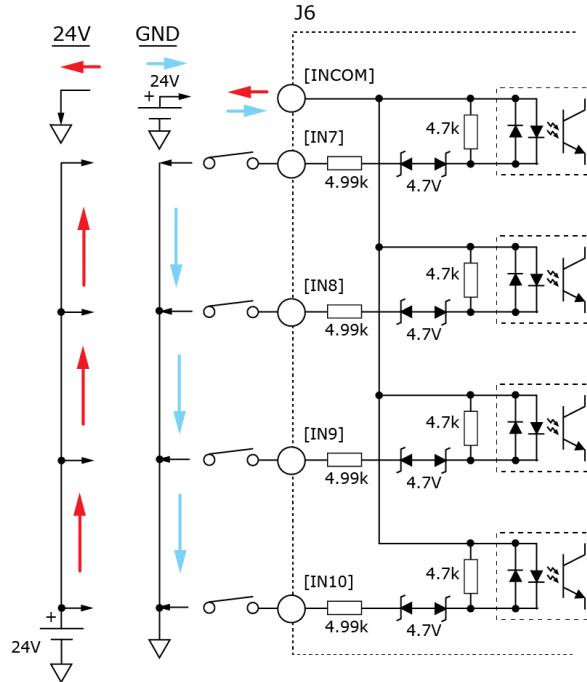 J6
24V GND
+ 24V
[INCOM]
4.7k
[IN7]
4.99k 4.7V
4.7k
[IN8]
4.99k 4.7V
4.7k
[IN9]
4.99k 4.7V
4.7k
[IN10]
+
24V
4.99k 4.7V